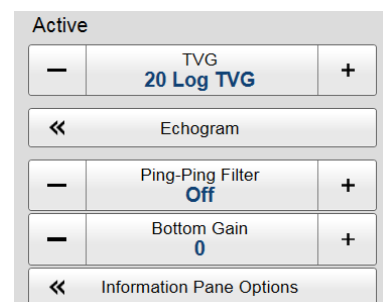 Active
TVG
20 Log TVG
Echogram
Ping-Ping Filter
Off
Bottom Gain
0
Information Pane Options